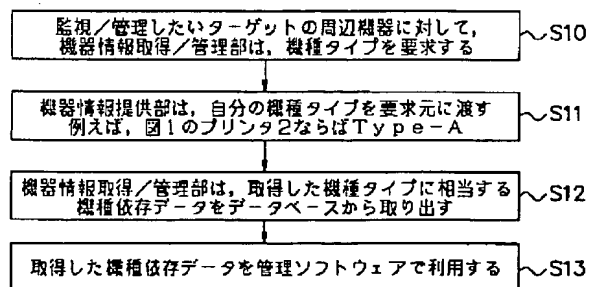 監視／管理したいターゲットの周辺機器に対して，
機器情報取得／管理部は，機種タイプを要求する
S10
機器情報提供部は，自分の機種タイプを要求元に渡す
例えば，図1のプリンタ2ならばType-A
S11
機器情報取得／管理部は，取得した機種タイプに相当する
機種依存データをデータベースから取り出す
S12
取得した機種依存データを管理ソフトウェアで利用する
S13